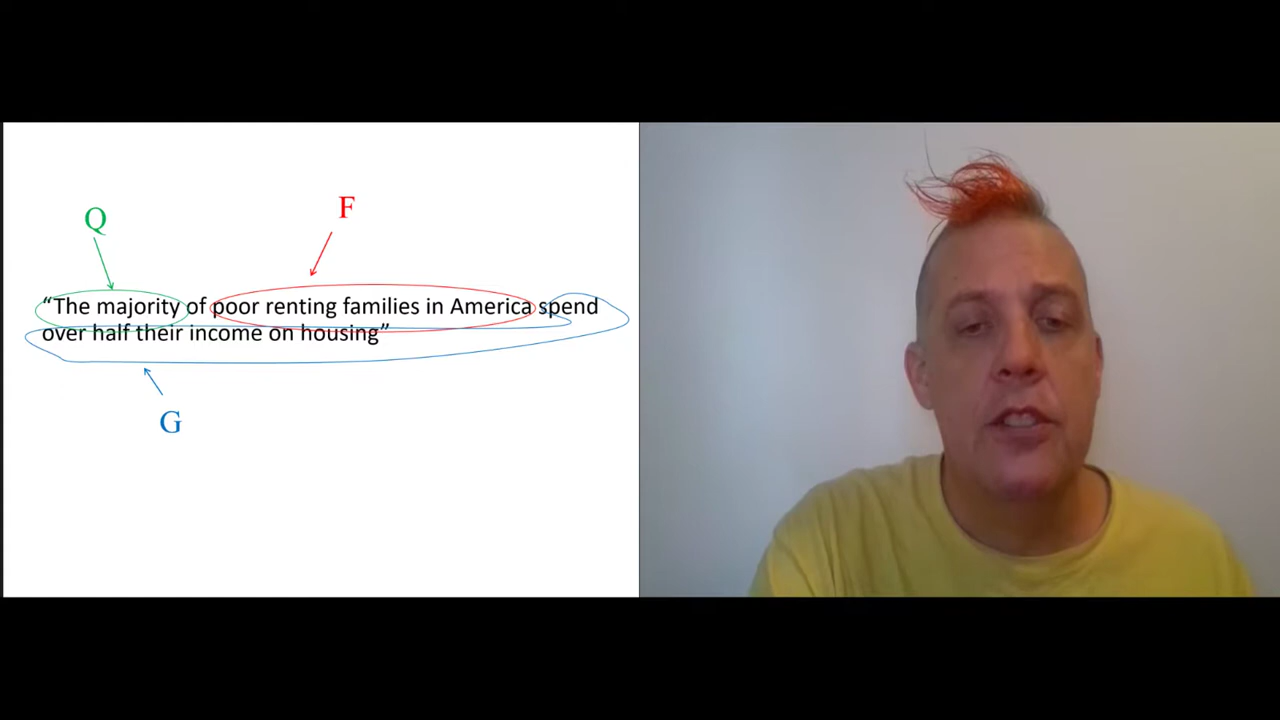 Q
F
“The majority of poor renting families in America spend
over half their income on housing”
G